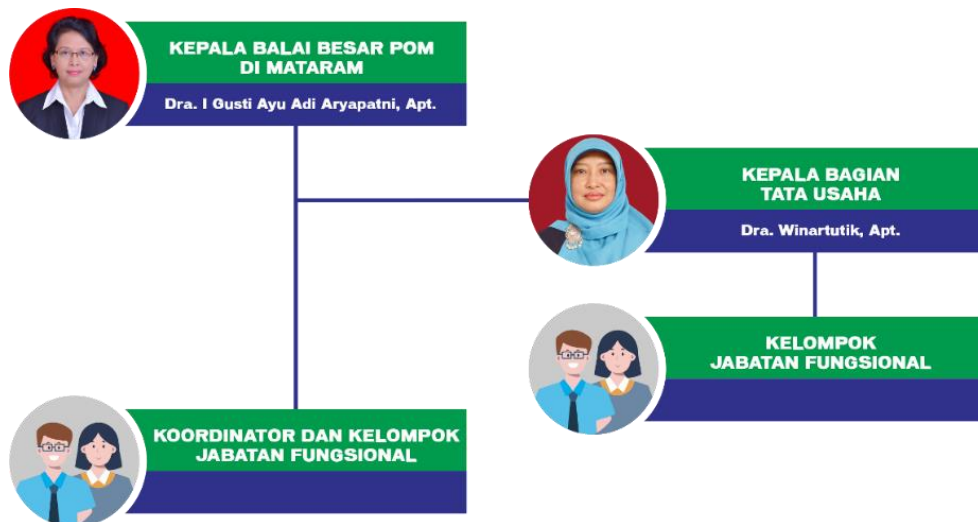 KEPALA BALAI BESAR POM
DI MATARAM
Dra. I Gusti Ayu Adi Aryapatni, Apt.
KEPALA BAGIAN
TATA USAHA
Dra. Winartutik, Apt.
KELOMPOK
JABATAN FUNGSIONAL
KOORDINATOR DAN KELOMPOK
JABATAN FUNGSIONAL